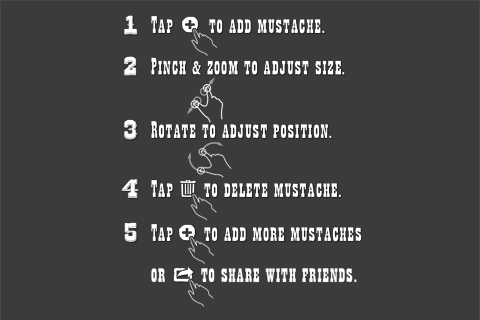 1 Tap to add mustache.
2 Pinch & zoom to adjust size.
3 Rotate to adjust position.
4 Tap to delete mustache.
5 Tap to add more mustaches
or to share with friends.